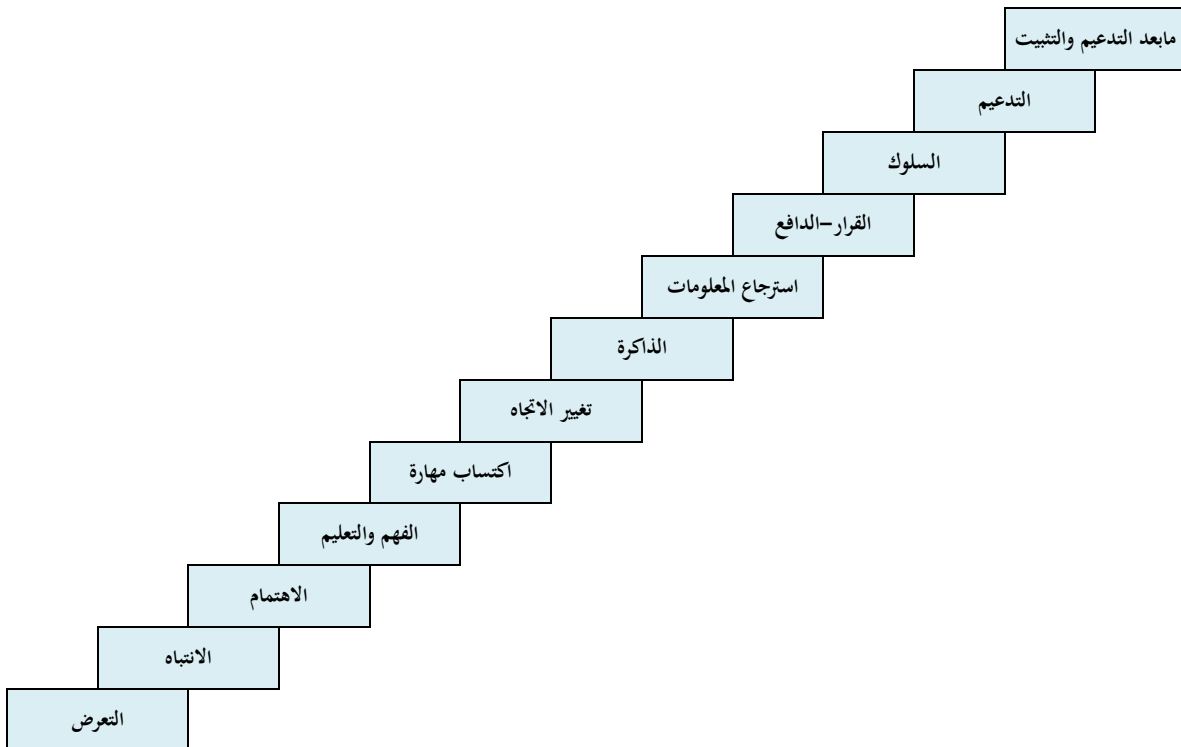 مابعد التدعيم والتثبيت
التدعيم
السلوك
القرار–الدافع
استرجاع المعلومات
الذاكرة
تغيير الاتجاه
اكتساب مهارة
الفهم والتعليم
الاهتمام
الانتباه
التعرض